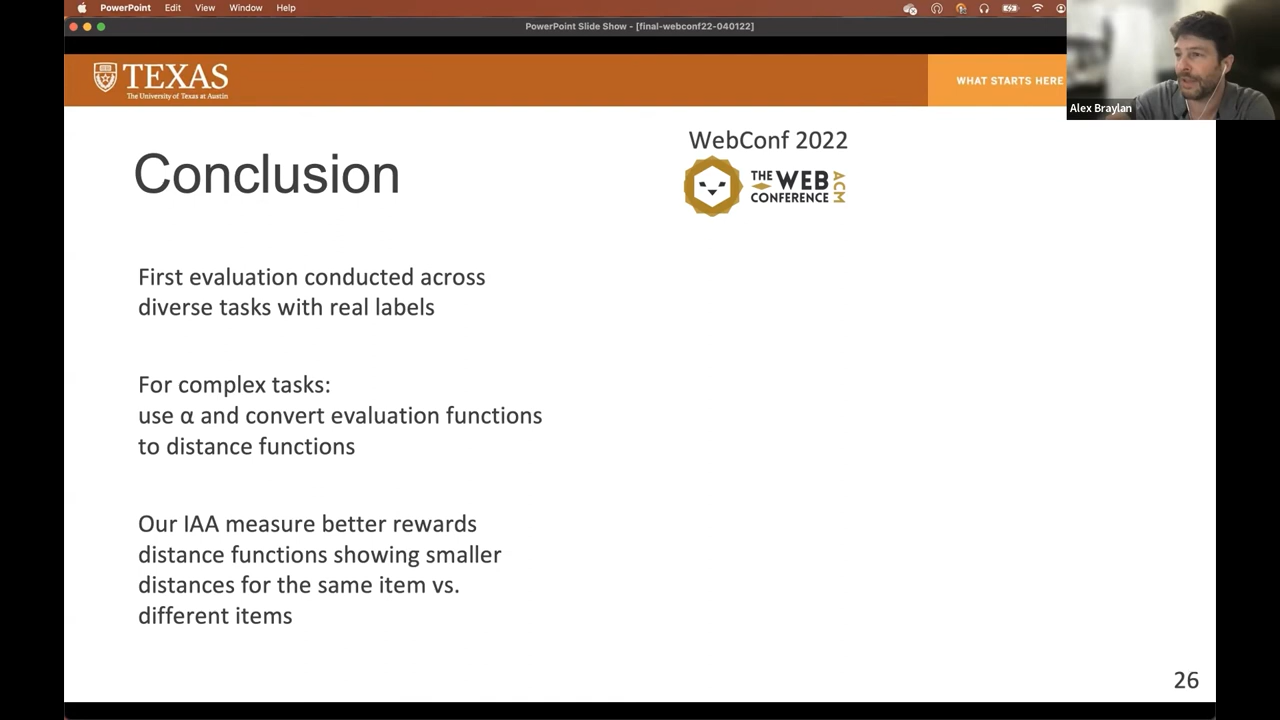 PowerPoint Edit View Window Help
PowerPoint Slide Show - [final-webconf22-040122]
TEXAS
The University of Texas at Austin
WHAT STARTS HERE
Alex Braylan
WebConf 2022
THE WEB
CONFERENCE
ACM
Conclusion
First evaluation conducted across
diverse tasks with real labels
For complex tasks:
use α and convert evaluation functions
to distance functions
Our IAA measure better rewards
distance functions showing smaller
distances for the same item vs.
different items
26